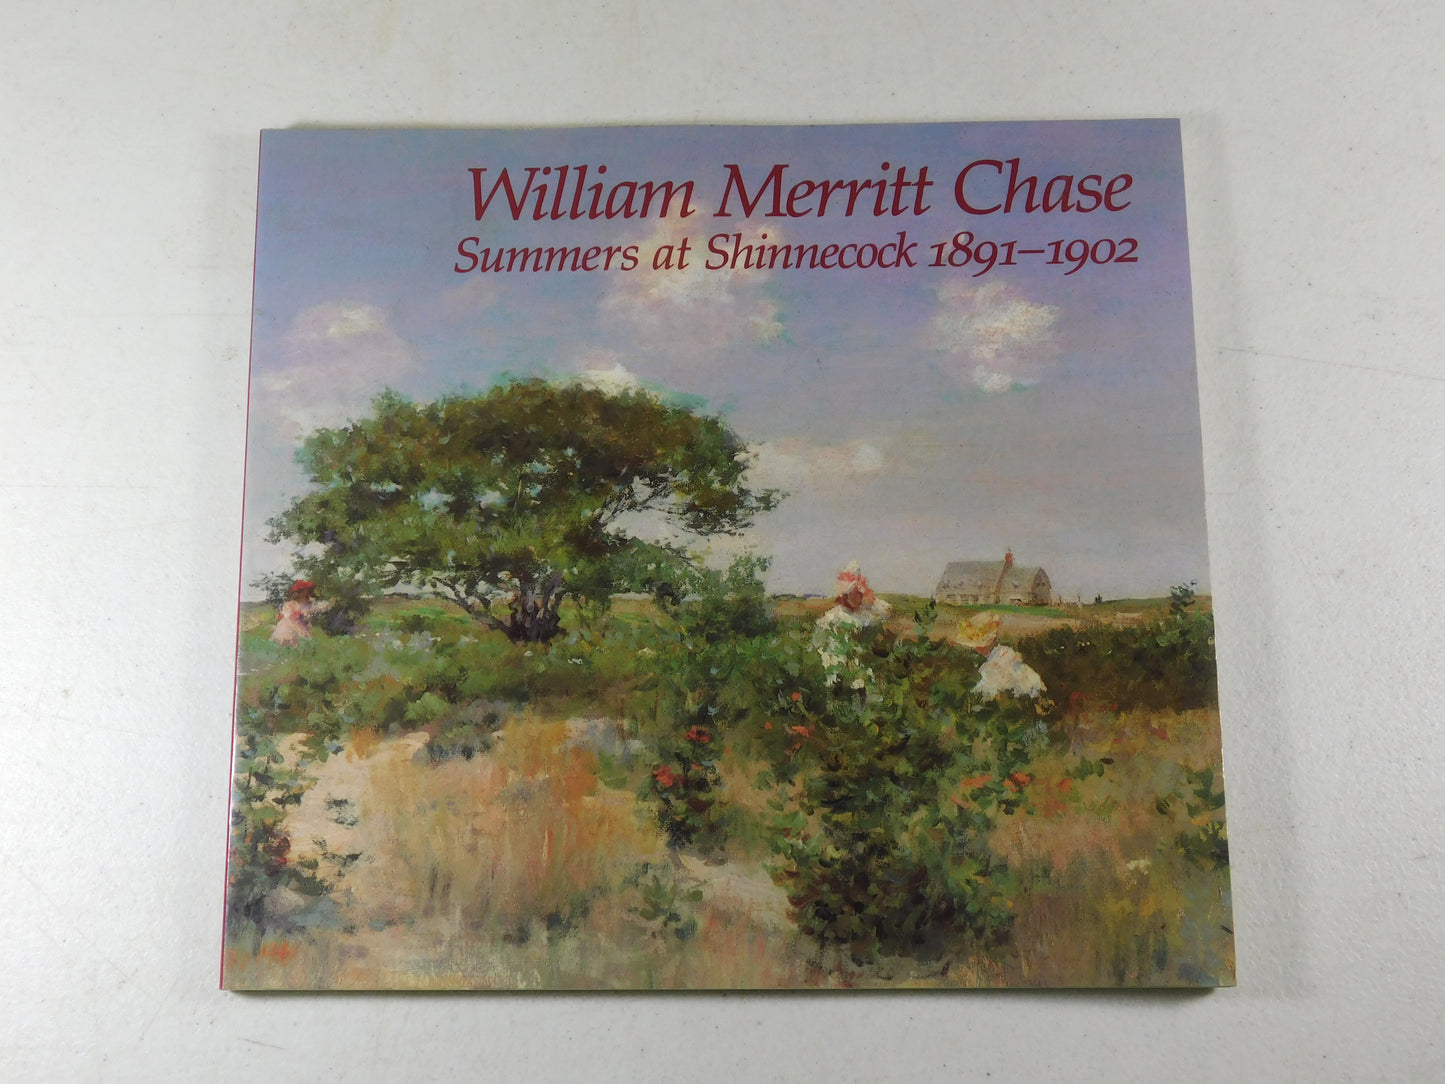 William Merritt Chase
Summers at Shinnecock 1891–1902